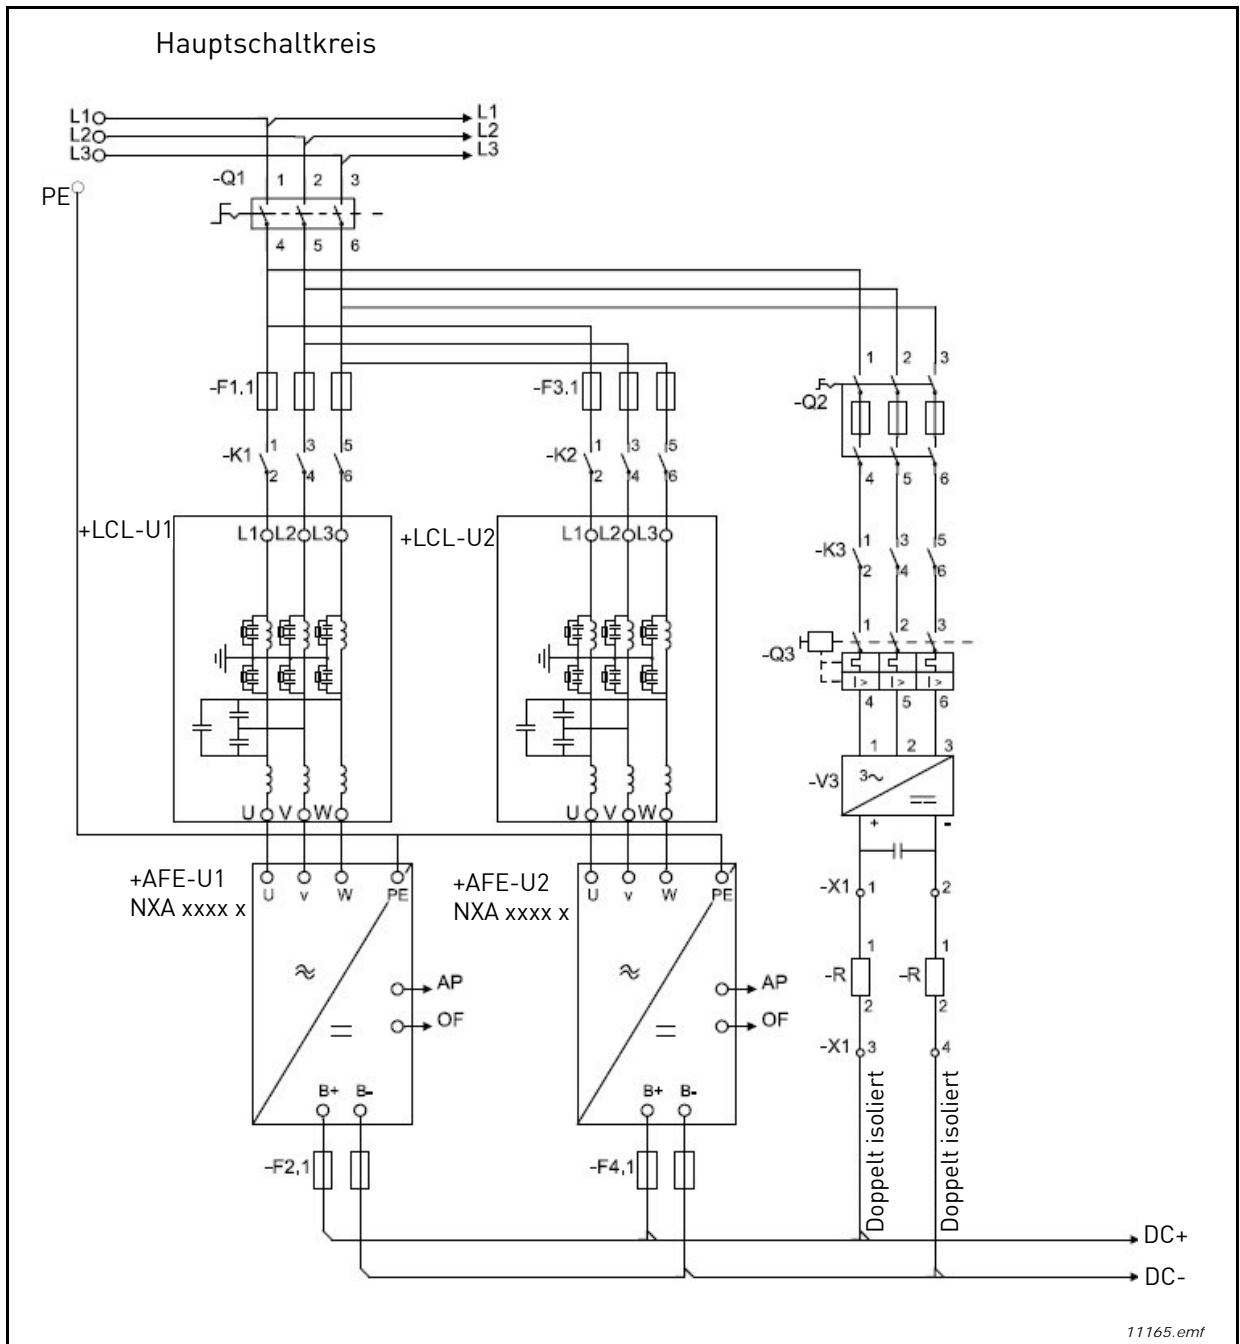 Hauptschaltkreis
L1 L1
L2 L2
L3 L3
PE
-Q1 1 2 3
4 5 6
1 2 3
-F1.1 -F3.1
-Q2
-K1 1 3 5
2 4 6
-K2 1 3 5
2 4 6
4 5 6
+LCL-U1 L1 L2 L3
+LCL-U2 L1 L2 L3
-K3 1 3 5
2 4 6
1 2 3
-Q3
I> I> I>
4 5 6
1 2 3
-V3 3~
+ -
U V W
U V W
+AFE-U1
NXA xxxx x
U v W PE
+AFE-U2
NXA xxxx x
U v W PE
-X1 1 2
1 1
-R -R
2 2
AP AP
OF OF
-X1 3 4
B+ B-
B+ B-
Doppelt isoliert
Doppelt isoliert
-F2,1 -F4,1
DC+
DC-
11165.emf